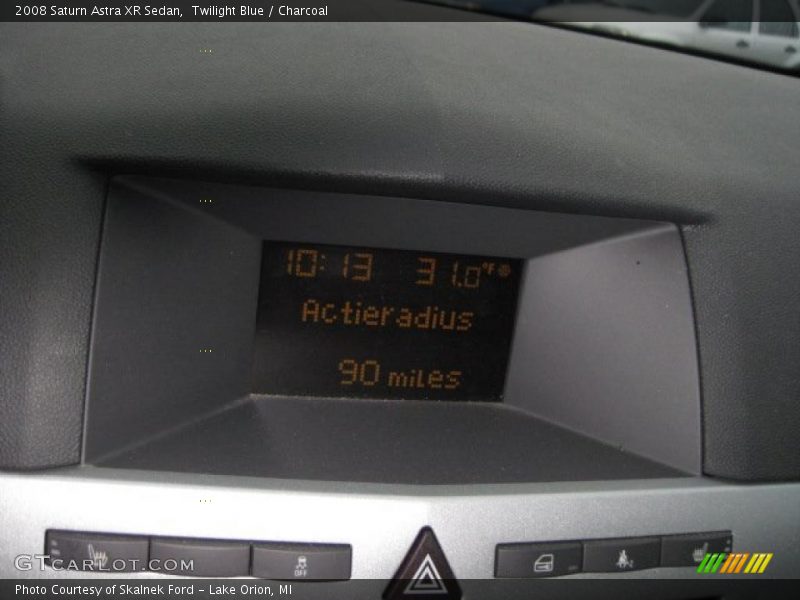 2008 Saturn Astra XR Sedan, Twilight Blue / Charcoal
10:13 31.0°F
Actieradius
90 miles
OFF
GTCARLOT.COM
Photo Courtesy of Skalnek Ford - Lake Orion, MI